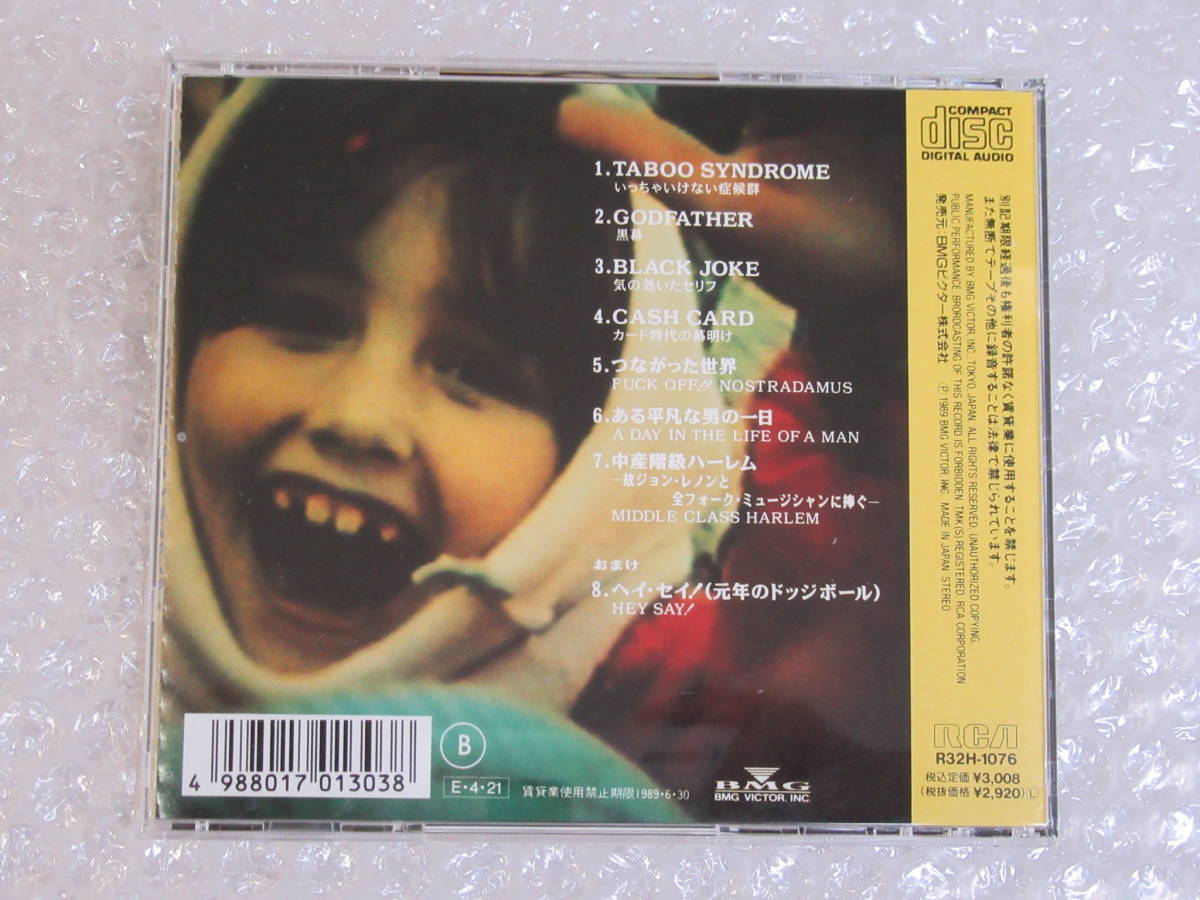 1.TABOO SYNDROME
いっちゃいけない症候群
2.GODFATHER
黒幕
3.BLACK JOKE
気の効いたセリフ
4.CASH CARD
カード時代の幕明け
5.つながった世界
FUCK OFF!! NOSTRADAMUS
6.ある平凡な男の一日
A DAY IN THE LIFE OF A MAN
7.中産階級ハーレム
—故ジョン・レノンと
全フォーク・ミュージシャンに捧ぐ—
MIDDLE CLASS HARLEM
おまけ
8.ヘイ・セイ!(元年のドッジボール)
HEY SAY!
4 988017 013038
B
E・4・21
賃貸業使用禁止期限1989・6・30
BMG
BMG VICTOR, INC.
COMPACT
disc
DIGITAL AUDIO
別記期限経過後も権利者の許諾なく賃貸業に使用することを禁じます。
また無断でテープその他に録音することは法律で禁じられています。
MANUFACTURED BY BMG VICTOR, INC. TOKYO, JAPAN. ALL RIGHTS RESERVED. UNAUTHORIZED COPYING,
PUBLIC PERFORMANCE, BRORDCASTING OF THIS RECORD IS FORBIDDEN. TMK(S) REGISTERED. RCA CORPORATION
発売元:BMGビクター株式会社 Ⓟ 1989 BMG VICTOR INC. MADE IN JAPAN STEREO
RCA
R32H-1076
税込定価 ¥3,008
(税抜価格 ¥2,920)Ⓛ